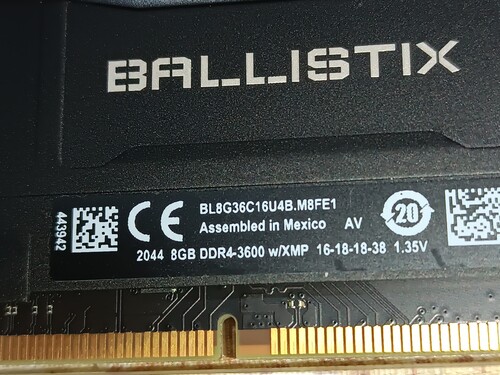 BALLISTIX
443942
CE
BL8G36C16U4B.M8FE1
Assembled in Mexico AV
20
2044 8GB DDR4-3600 w/XMP 16-18-18-38 1.35V